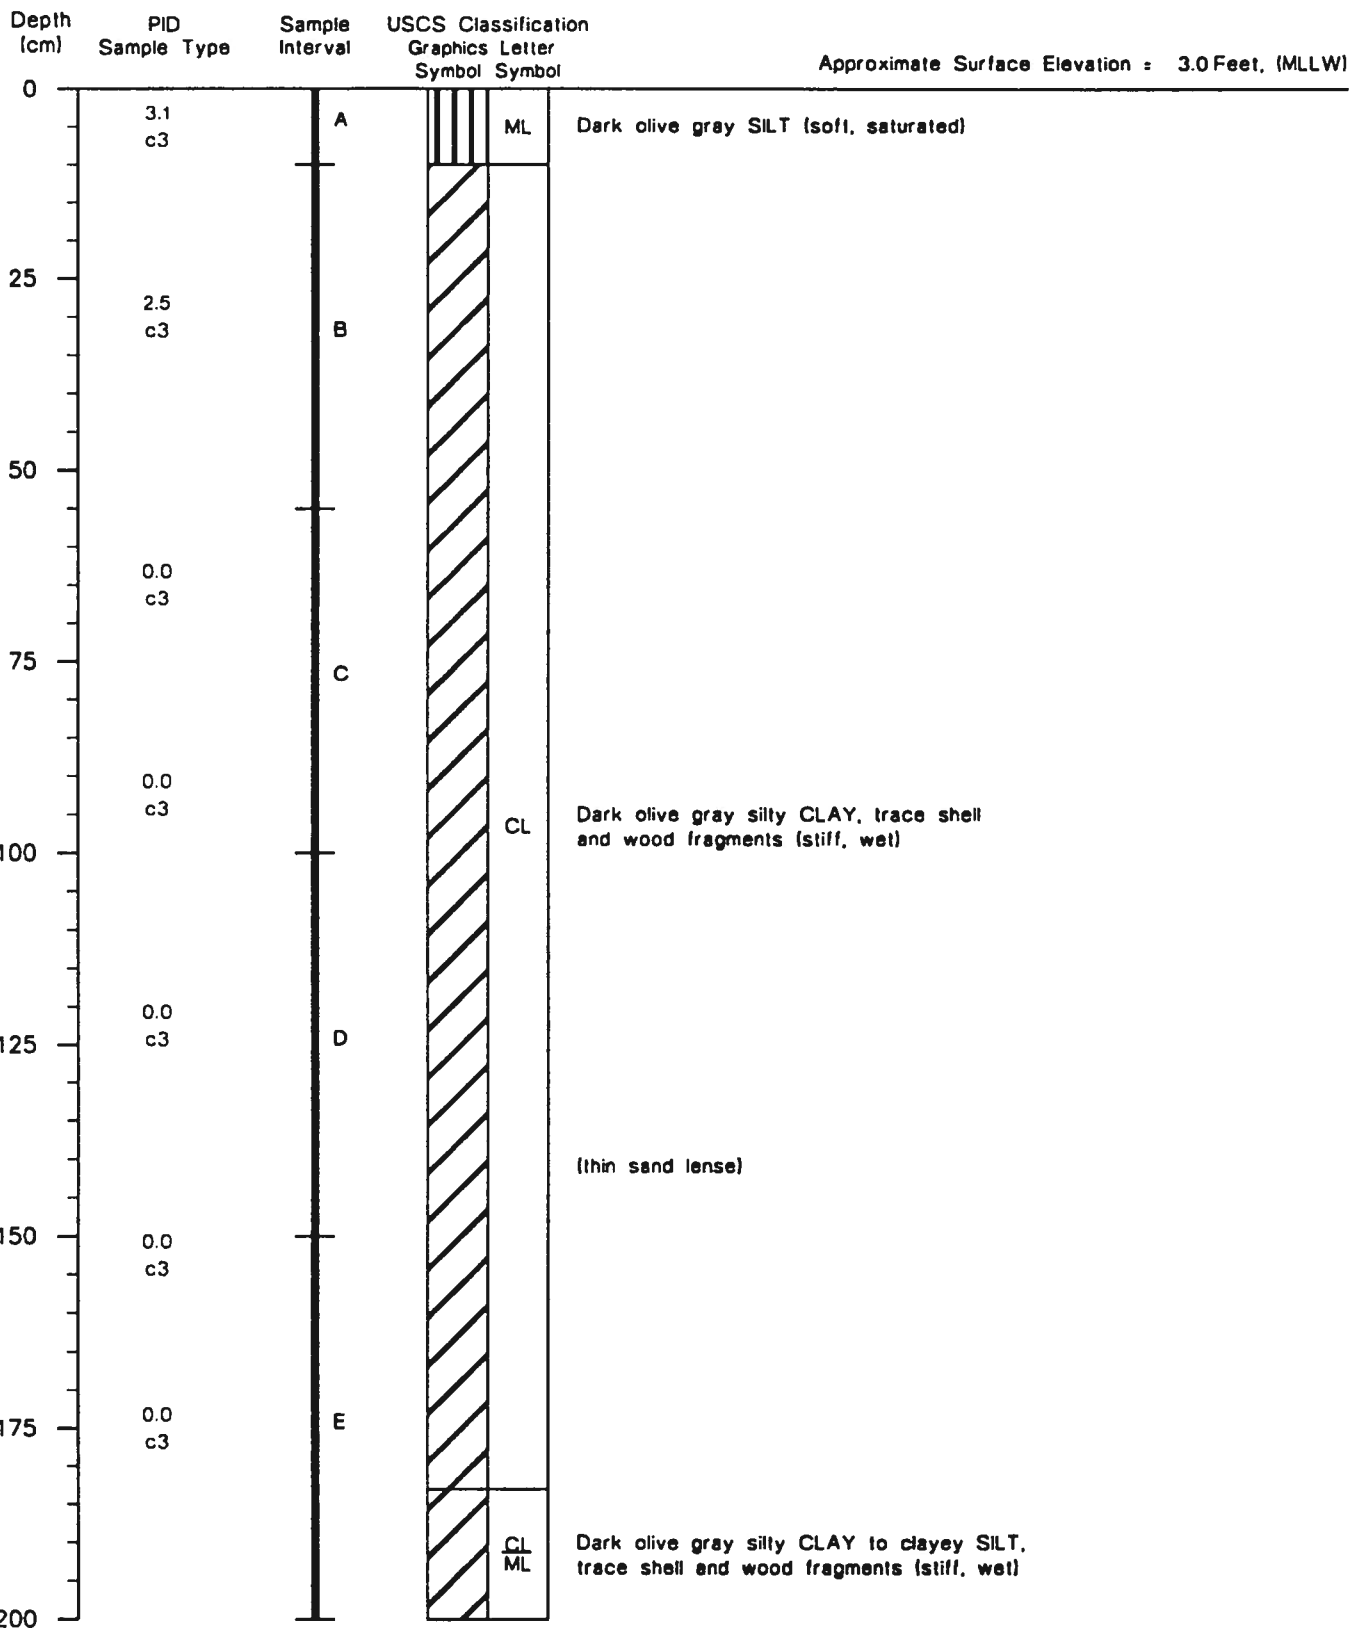 Depth
(cm)
PID
Sample Type
Sample
Interval
USCS Classification
Graphics Letter
Symbol Symbol
Approximate Surface Elevation = 3.0 Feet, (MLLW)
0
3.1
c3
A
ML
Dark olive gray SILT (soft, saturated)
25
2.5
c3
B
50
0.0
c3
75
C
0.0
c3
CL
Dark olive gray silty CLAY, trace shell
and wood fragments (stiff, wet)
100
0.0
c3
D
125
(thin sand lense)
150
0.0
c3
0.0
c3
E
175
CL
ML
Dark olive gray silty CLAY to clayey SILT,
trace shell and wood fragments (stiff, wet)
200